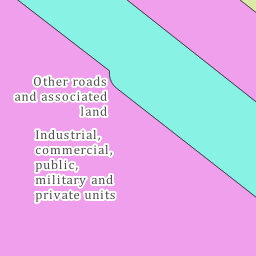 Other roads
and associated
land
Industrial,
commercial,
public,
military and
private units